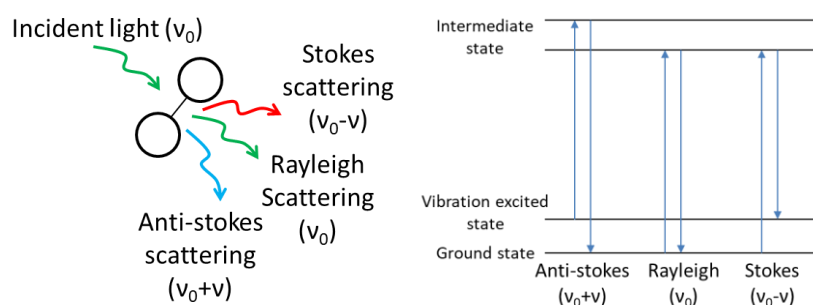 Incident light (ν₀)
Stokes
scattering
(ν₀-ν)
Rayleigh
Scattering
(ν₀)
Anti-stokes
scattering
(ν₀+ν)
Intermediate
state
Vibration excited
state
Ground state
Anti-stokes
(ν₀+ν)
Rayleigh
(ν₀)
Stokes
(ν₀-ν)